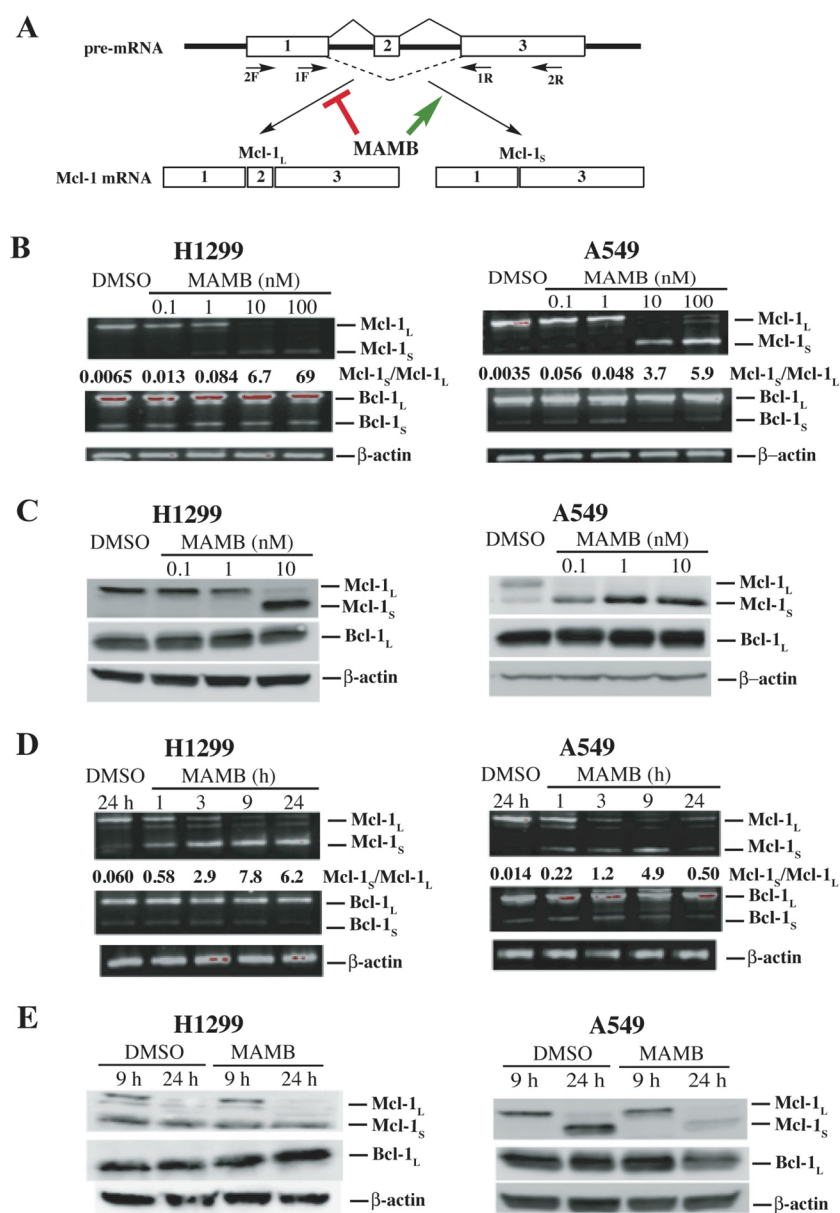 A
pre-mRNA
1 2 3
2F 1F 1R 2R
MAMB
Mcl-1L Mcl-1S
Mcl-1 mRNA
1 2 3 1 3
B
H1299
DMSO MAMB (nM)
0.1 1 10 100
Mcl-1L
Mcl-1S
0.0065 0.013 0.084 6.7 69 Mcl-1S/Mcl-1L
Bcl-1L
Bcl-1S
β-actin
A549
DMSO MAMB (nM)
0.1 1 10 100
Mcl-1L
Mcl-1S
0.0035 0.056 0.048 3.7 5.9 Mcl-1S/Mcl-1L
Bcl-1L
Bcl-1S
β–actin
C
H1299
DMSO MAMB (nM)
0.1 1 10
Mcl-1L
Mcl-1S
Bcl-1L
β-actin
A549
DMSO MAMB (nM)
0.1 1 10
Mcl-1L
Mcl-1S
Bcl-1L
β–actin
D
H1299
DMSO MAMB (h)
24 h 1 3 9 24
Mcl-1L
Mcl-1S
0.060 0.58 2.9 7.8 6.2 Mcl-1S/Mcl-1L
Bcl-1L
Bcl-1S
β-actin
A549
DMSO MAMB (h)
24 h 1 3 9 24
Mcl-1L
Mcl-1S
0.014 0.22 1.2 4.9 0.50 Mcl-1S/Mcl-1L
Bcl-1L
Bcl-1S
β-actin
E
H1299
DMSO MAMB
9 h 24 h 9 h 24 h
Mcl-1L
Mcl-1S
Bcl-1L
β-actin
A549
DMSO MAMB
9 h 24 h 9 h 24 h
Mcl-1L
Mcl-1S
Bcl-1L
β-actin